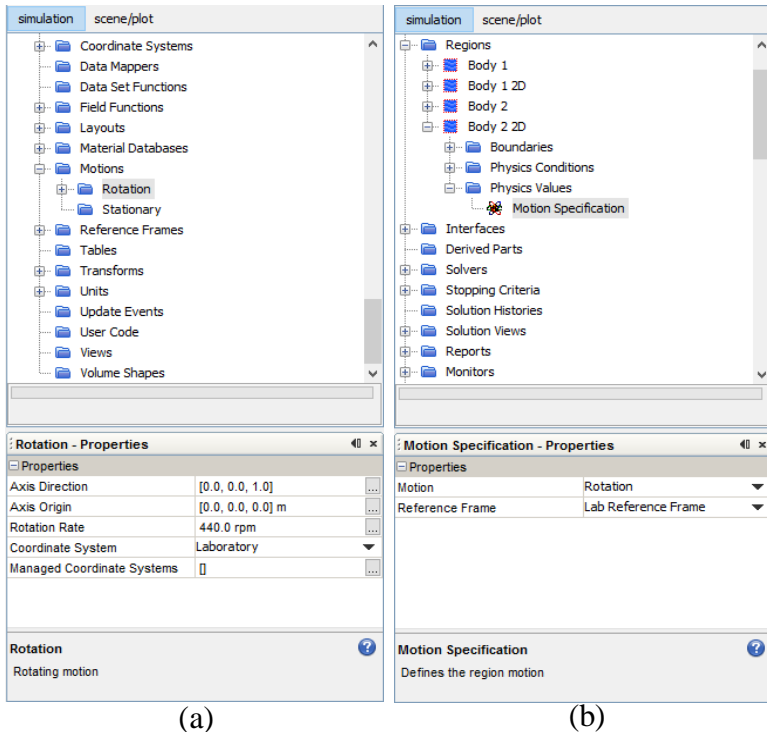 simulation scene/plot
Coordinate Systems
Data Mappers
Data Set Functions
Field Functions
Layouts
Material Databases
Motions
Rotation
Stationary
Reference Frames
Tables
Transforms
Units
Update Events
User Code
Views
Volume Shapes
Rotation - Properties
Properties
Axis Direction [0.0, 0.0, 1.0]
Axis Origin [0.0, 0.0, 0.0] m
Rotation Rate 440.0 rpm
Coordinate System Laboratory
Managed Coordinate Systems []
Rotation
Rotating motion
(a)
simulation scene/plot
Regions
Body 1
Body 1 2D
Body 2
Body 2 2D
Boundaries
Physics Conditions
Physics Values
Motion Specification
Interfaces
Derived Parts
Solvers
Stopping Criteria
Solution Histories
Solution Views
Reports
Monitors
Motion Specification - Properties
Properties
Motion Rotation
Reference Frame Lab Reference Frame
Motion Specification
Defines the region motion
(b)